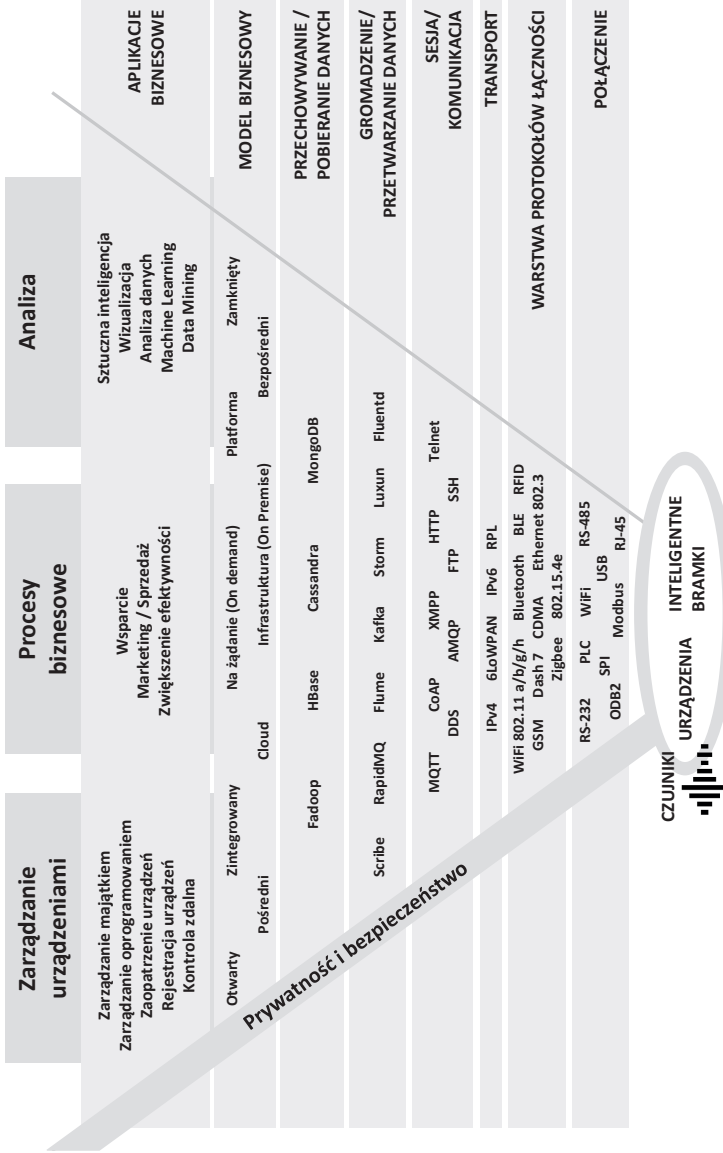 Zarządzanie
urządzeniami
Procesy
biznesowe
Analiza
Zarządzanie majątkiem
Zarządzanie oprogramowaniem
Zaopatrzenie urządzeń
Rejestracja urządzeń
Kontrola zdalna
Wsparcie
Marketing / Sprzedaż
Zwiększenie efektywności
Sztuczna inteligencja
Wizualizacja
Analiza danych
Machine Learning
Data Mining
APLIKACJE
BIZNESOWE
Otwarty Zintegrowany Na żądanie (On demand) Platforma Zamknięty
Pośredni Cloud Infrastruktura (On Premise) Bezpośredni
MODEL BIZNESOWY
Fadoop HBase Cassandra MongoDB
PRZECHOWYWANIE /
POBIERANIE DANYCH
Scribe RapidMQ Flume Kafka Storm Luxun Fluentd
GROMADZENIE/
PRZETWARZANIE DANYCH
MQTT CoAP XMPP HTTP Telnet
DDS AMQP FTP SSH
SESJA/
KOMUNIKACJA
IPv4 6LoWPAN IPv6 RPL
TRANSPORT
WiFi 802.11 a/b/g/h Bluetooth BLE RFID
GSM Dash 7 CDMA Ethernet 802.3
Zigbee 802.15.4e
WARSTWA PROTOKOŁÓW ŁĄCZNOŚCI
RS-232 PLC WiFi RS-485
SPI USB
ODB2 Modbus RJ-45
POŁĄCZENIE
Prywatność i bezpieczeństwo
CZUJNIKI
URZĄDZENIA
INTELIGENTNE
BRAMKI